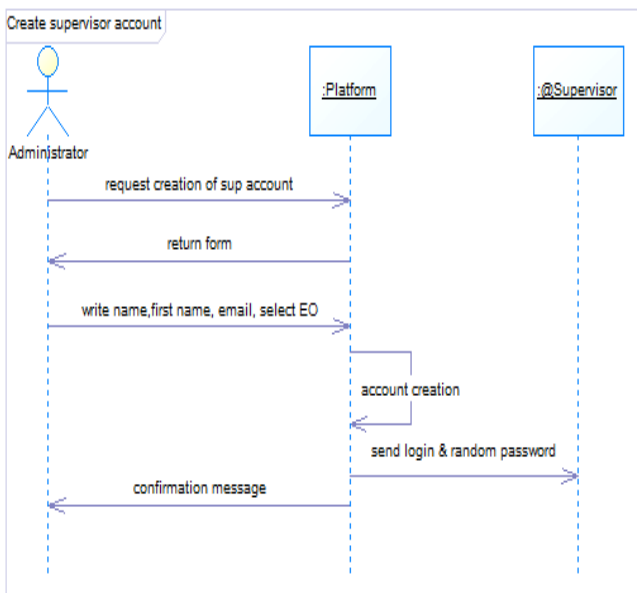 Create supervisor account
:Platform
:@Supervisor
Administrator
request creation of sup account
return form
write name,first name, email, select EO
account creation
send login & random password
confirmation message